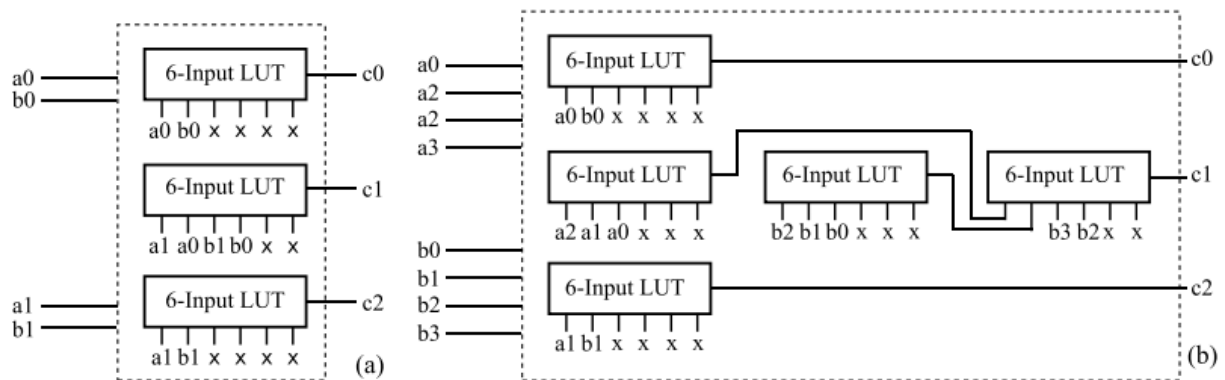 a0
b0
a1
b1
6-Input LUT
a0 b0 x x x x
c0
6-Input LUT
a1 a0 b1 b0 x x
c1
6-Input LUT
a1 b1 x x x x
c2
(a)
a0
a2
a2
a3
b0
b1
b2
b3
6-Input LUT
a0 b0 x x x x
c0
6-Input LUT
a2 a1 a0 x x x
6-Input LUT
b2 b1 b0 x x x
6-Input LUT
b3 b2 x x
c1
6-Input LUT
a1 b1 x x x x
c2
(b)